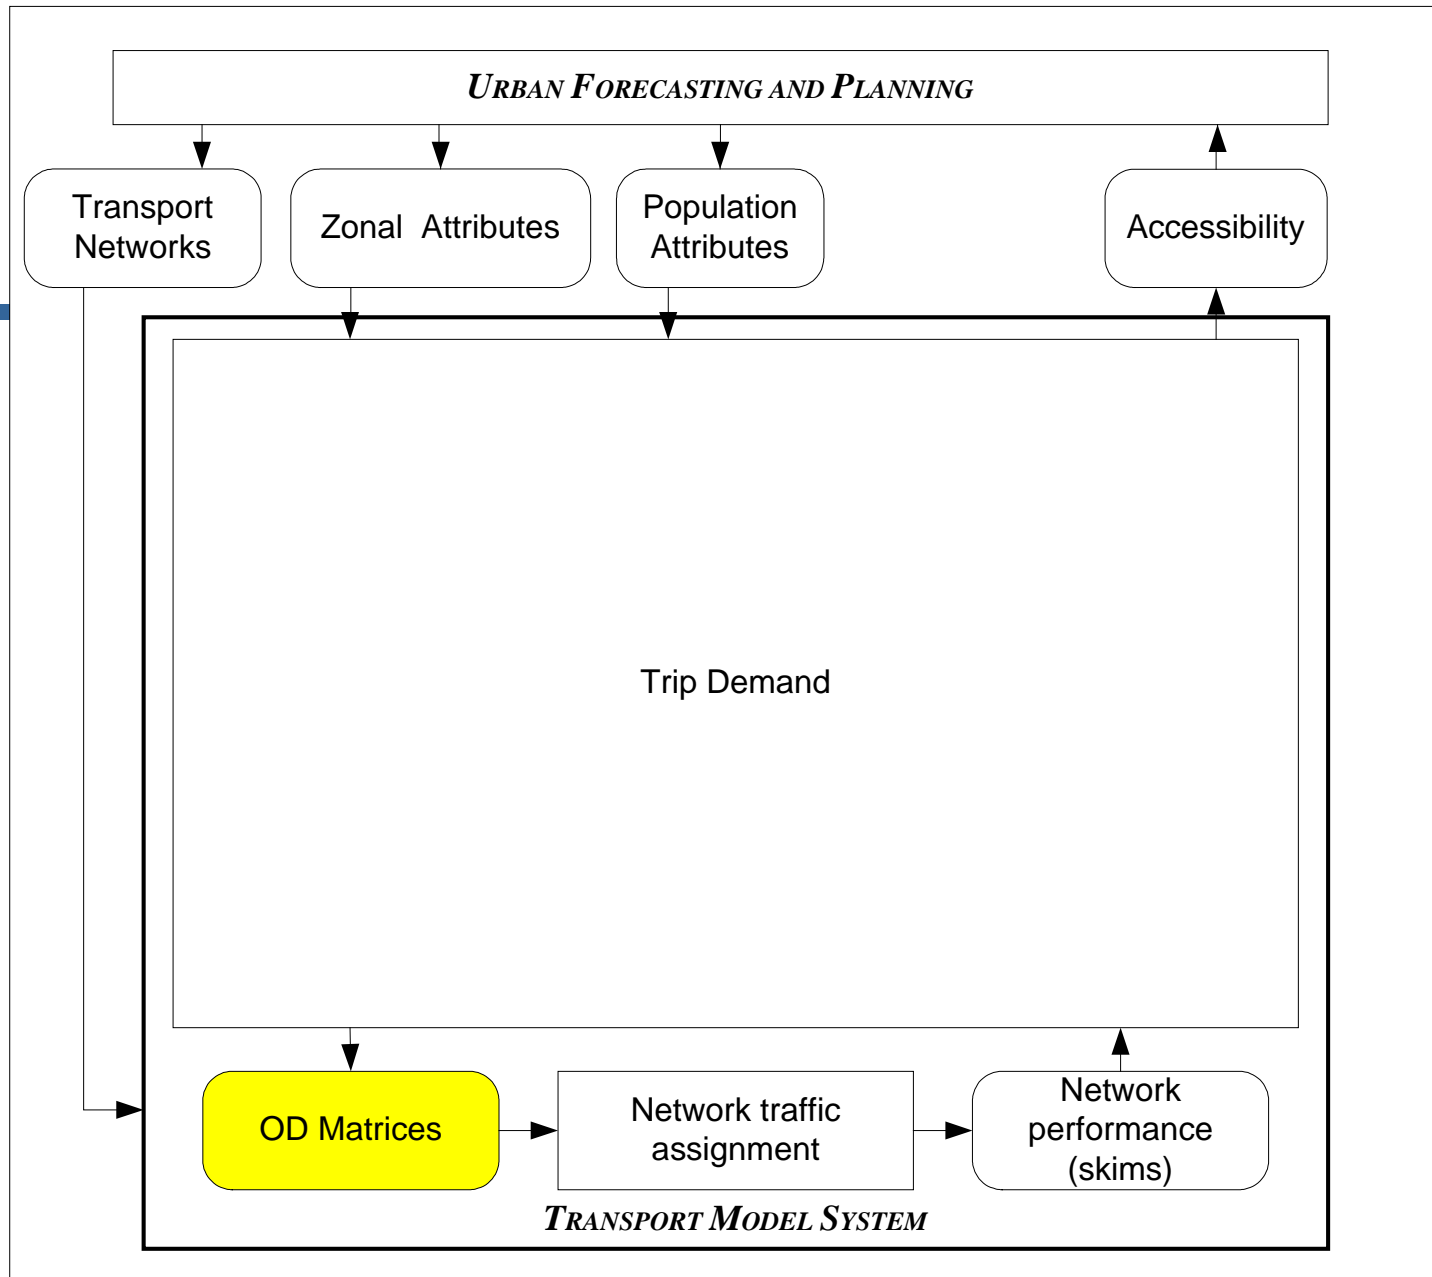 URBAN FORECASTING AND PLANNING
Transport
Networks
Zonal Attributes
Population
Attributes
Accessibility
Trip Demand
OD Matrices
Network traffic
assignment
Network
performance
(skims)
TRANSPORT MODEL SYSTEM